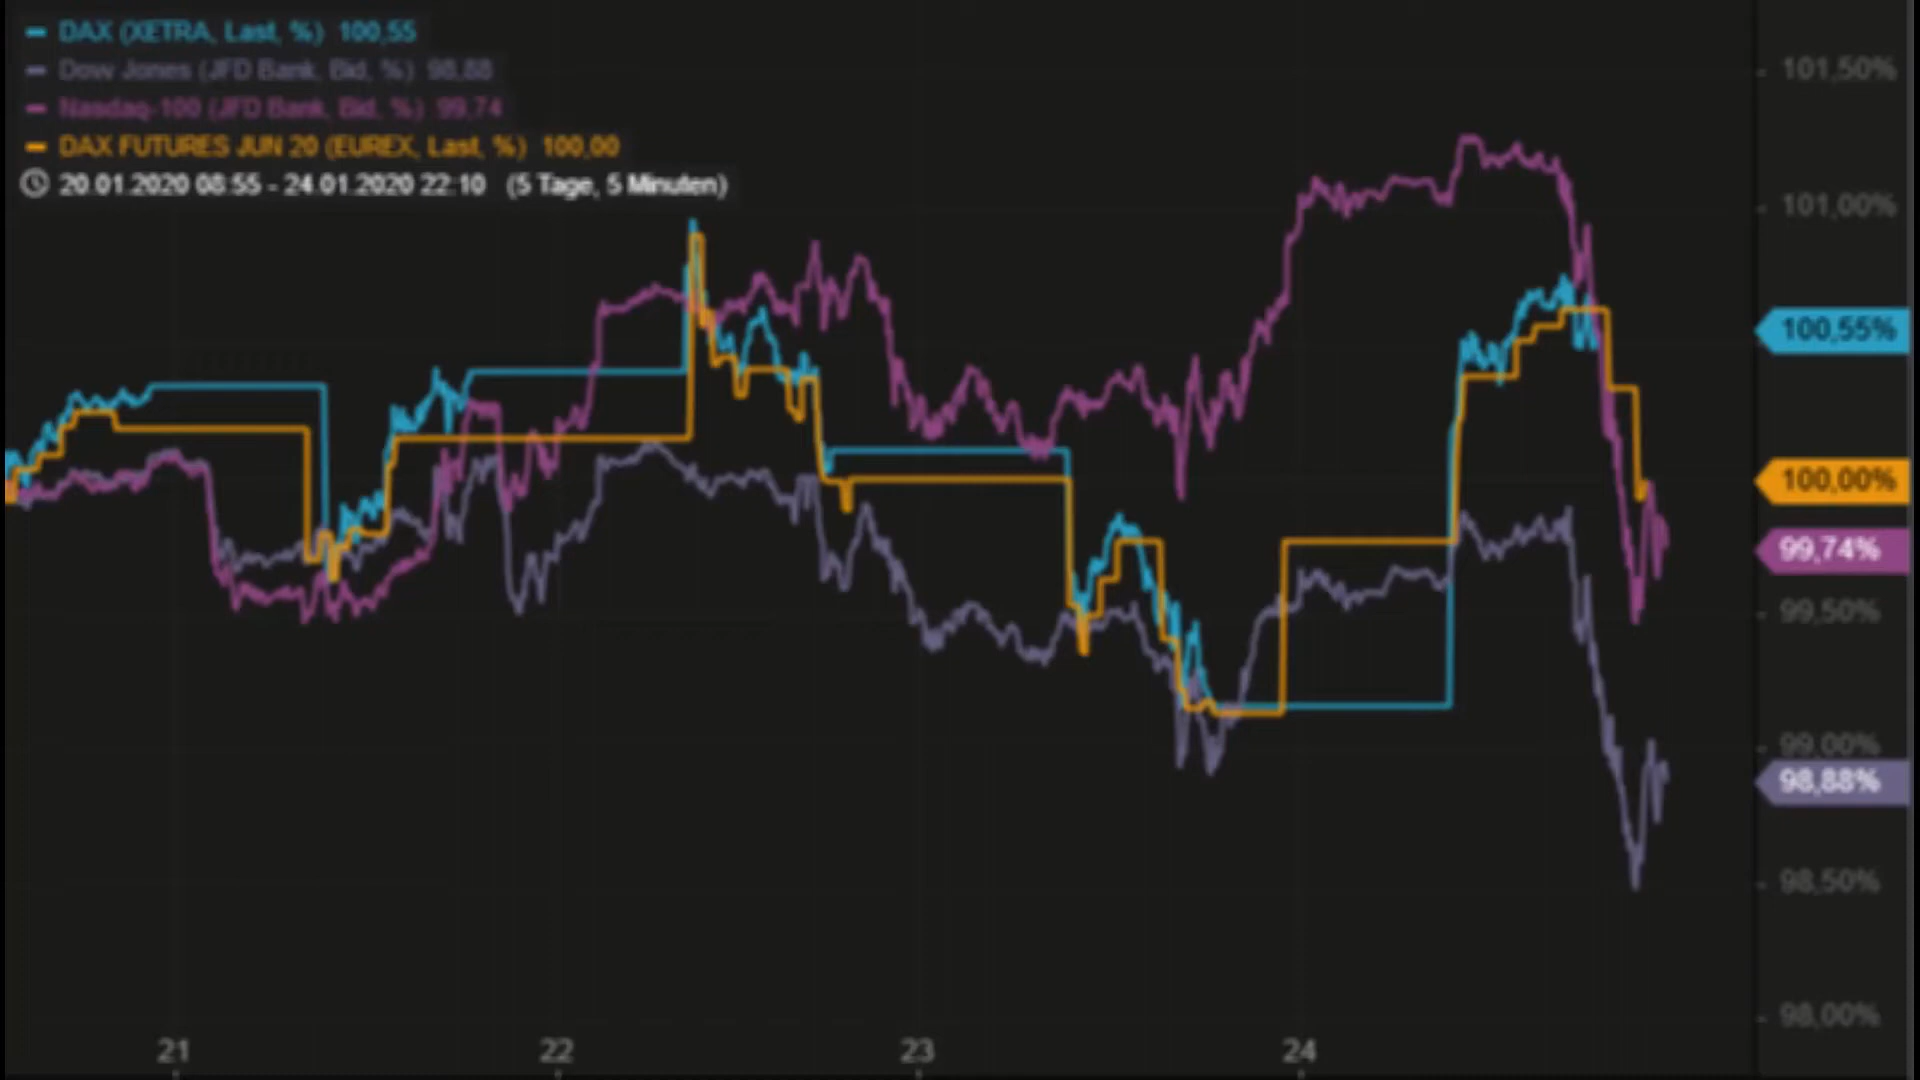 DAX (XETRA, Last, %) 100,55
Dow Jones (JFD Bank, Bid, %) 98,88
Nasdaq-100 (JFD Bank, Bid, %) 99,74
DAX FUTURES JUN 20 (EUREX, Last, %) 100,00
20.01.2020 08:55 - 24.01.2020 22:10 (5 Tage, 5 Minuten)
101,50%
101,00%
100,55%
100,00%
99,74%
99,50%
99,00%
98,88%
98,50%
98,00%
21 22 23 24